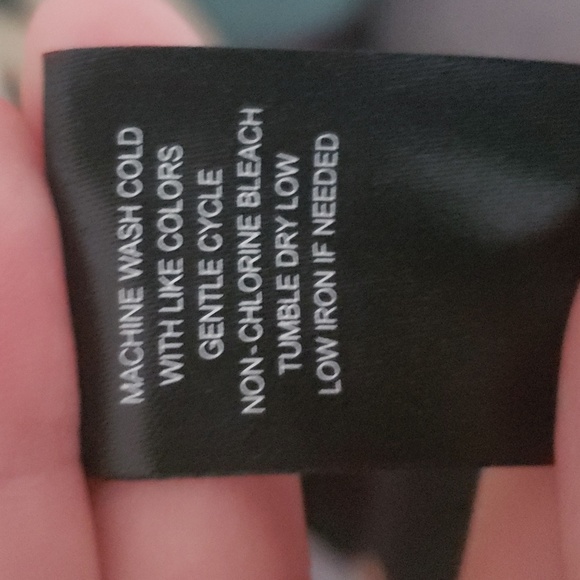 MACHINE WASH COLD
WITH LIKE COLORS
GENTLE CYCLE
NON-CHLORINE BLEACH
TUMBLE DRY LOW
LOW IRON IF NEEDED